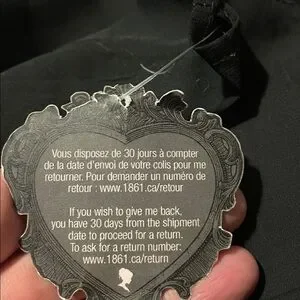 Vous disposez de 30 jours à compter
de la date d'envoi de votre colis pour me
retourner. Pour demander un numéro de
retour : www.1861.ca/retour
If you wish to give me back,
you have 30 days from the shipment
date to proceed for a return.
To ask for a return number:
www.1861.ca/return